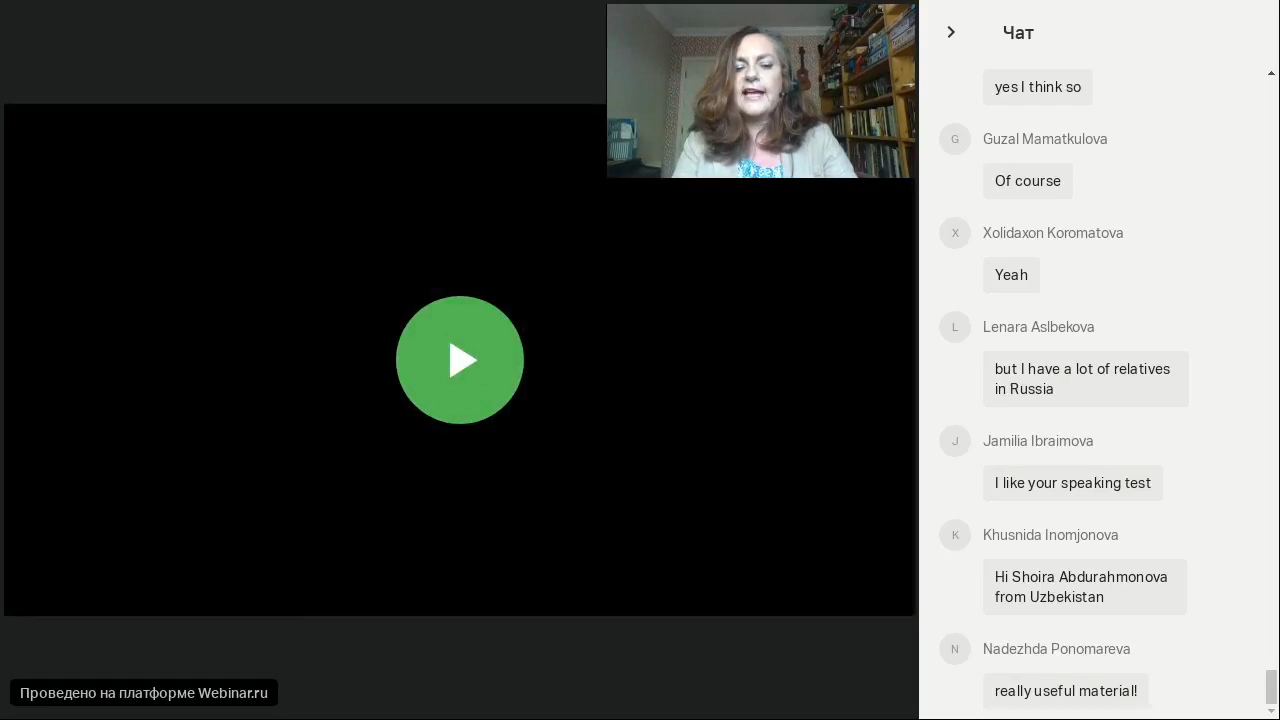 Чат
yes I think so
G
Guzal Mamatkulova
Of course
X
Xolidaxon Koromatova
Yeah
L
Lenara Aslbekova
but I have a lot of relatives
in Russia
J
Jamilia Ibraimova
I like your speaking test
K
Khusnida Inomjonova
Hi Shoira Abdurahmonova
from Uzbekistan
N
Nadezhda Ponomareva
really useful material!
Проведено на платформе Webinar.ru